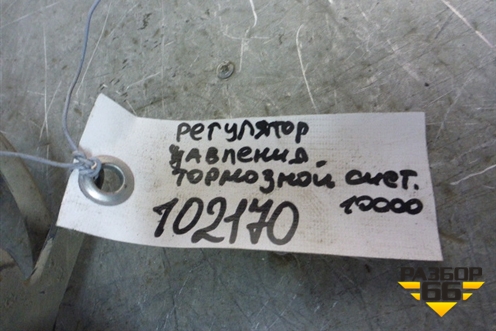 РЕГУЛЯТОР
ДАВЛЕНИЯ
ТОРМОЗНОЙ СИСТ.
10000
102170
РАЗБОР
66